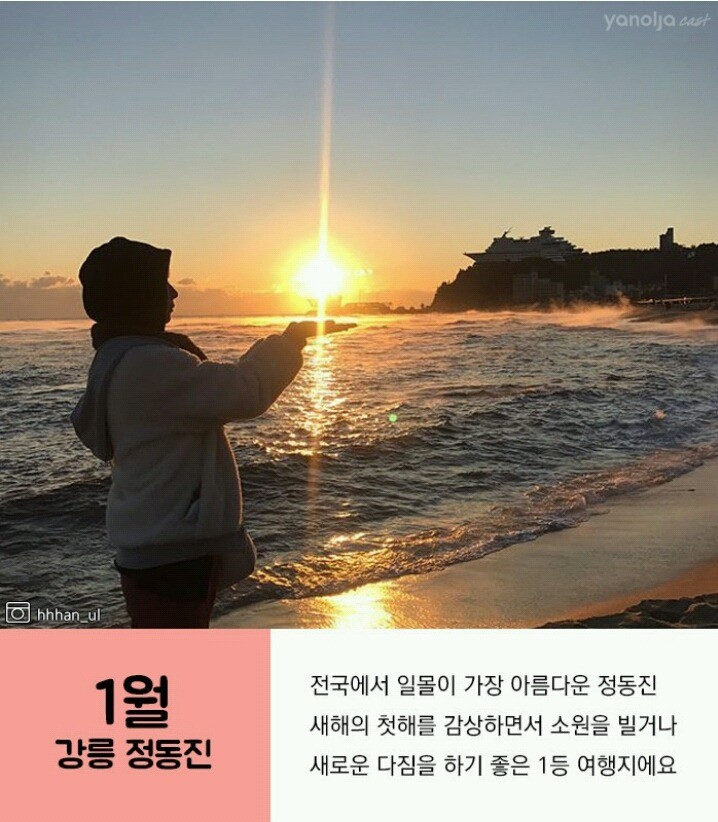 yanolja cast
hhhan_ul
1월
강릉 정동진
전국에서 일몰이 가장 아름다운 정동진
새해의 첫해를 감상하면서 소원을 빌거나
새로운 다짐을 하기 좋은 1등 여행지에요